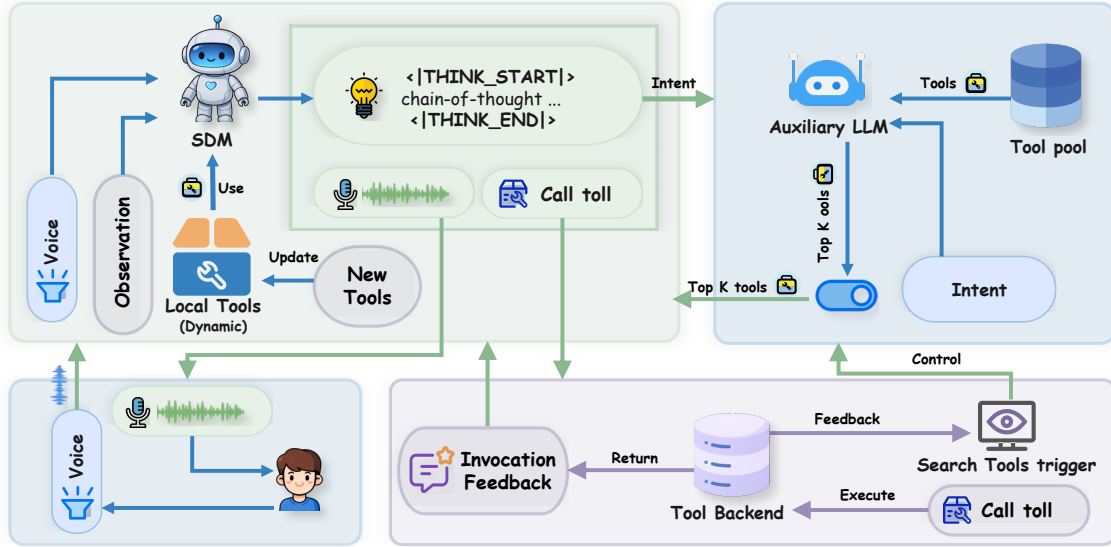 SDM
<|THINK_START|>
chain-of-thought ...
<|THINK_END|>
Intent
Auxiliary LLM
Tools
Tool pool
Voice
Observation
Use
Call toll
Top K ools
Update
New
Tools
Local Tools
(Dynamic)
Top K tools
Intent
Control
Voice
Invocation
Feedback
Return
Tool Backend
Feedback
Search Tools trigger
Execute
Call toll